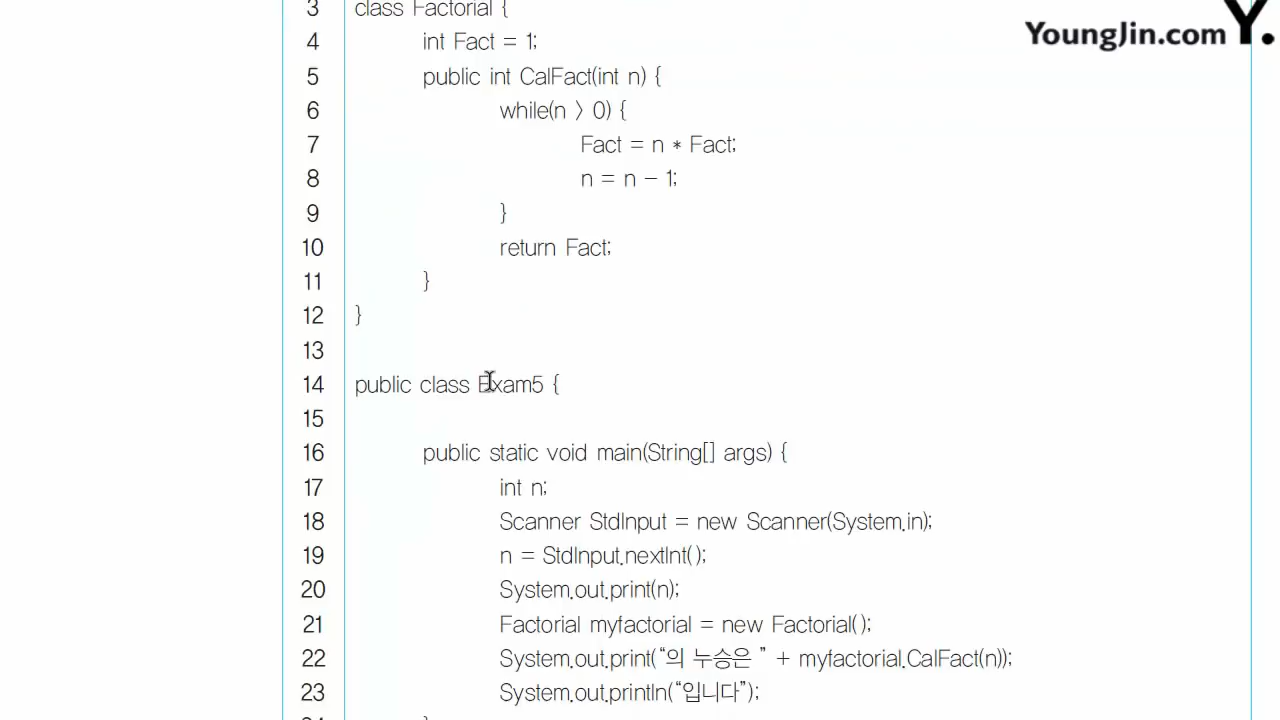 YoungJin.com Y.
3 class Factorial {
4 int Fact = 1;
5 public int CalFact(int n) {
6 while(n > 0) {
7 Fact = n * Fact;
8 n = n - 1;
9 }
10 return Fact;
11 }
12 }
13
14 public class Exam5 {
15
16 public static void main(String[] args) {
17 int n;
18 Scanner StdInput = new Scanner(System.in);
19 n = StdInput.nextInt();
20 System.out.print(n);
21 Factorial myfactorial = new Factorial();
22 System.out.print(“의 누승은 ” + myfactorial.CalFact(n));
23 System.out.println(“입니다”);